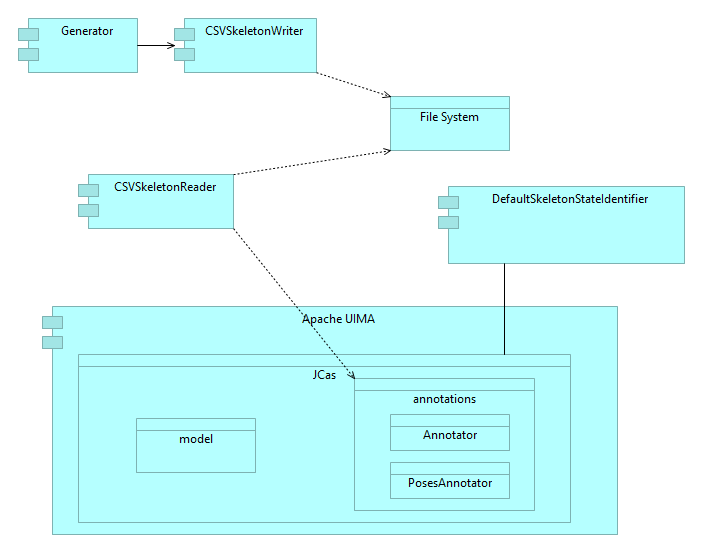 Generator
CSVSkeletonWriter
File System
CSVSkeletonReader
DefaultSkeletonStateIdentifier
Apache UIMA
JCas
annotations
model
Annotator
PosesAnnotator